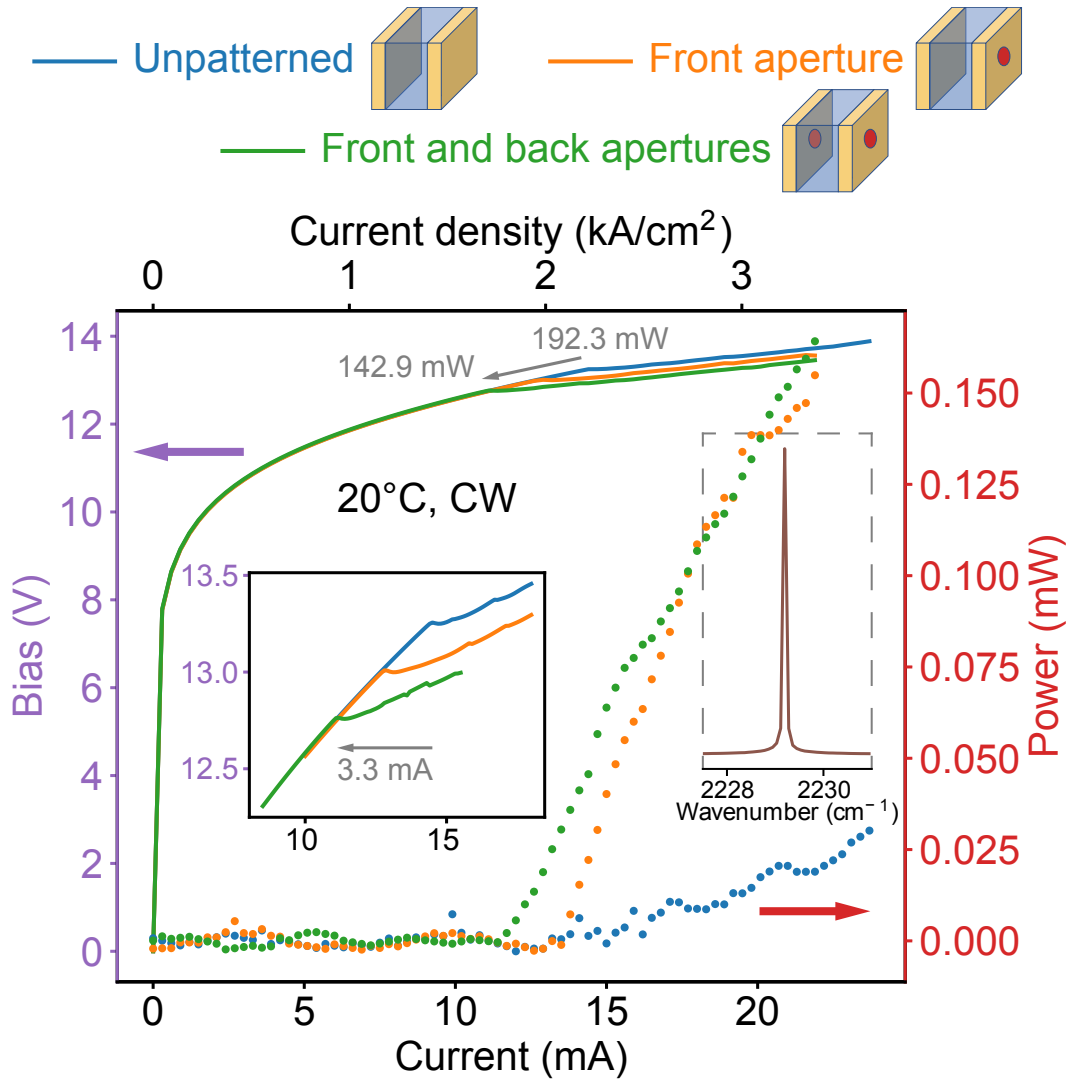 Unpatterned
Front aperture
Front and back apertures
Current density (kA/cm²)
0 1 2 3
14
12
10
8
6
4
2
0
Bias (V)
192.3 mW
142.9 mW
20°C, CW
13.5
13.0
12.5
3.3 mA
10 15
2228 2230
Wavenumber (cm⁻¹)
0.150
0.125
0.100
0.075
0.050
0.025
0.000
Power (mW)
0 5 10 15 20
Current (mA)